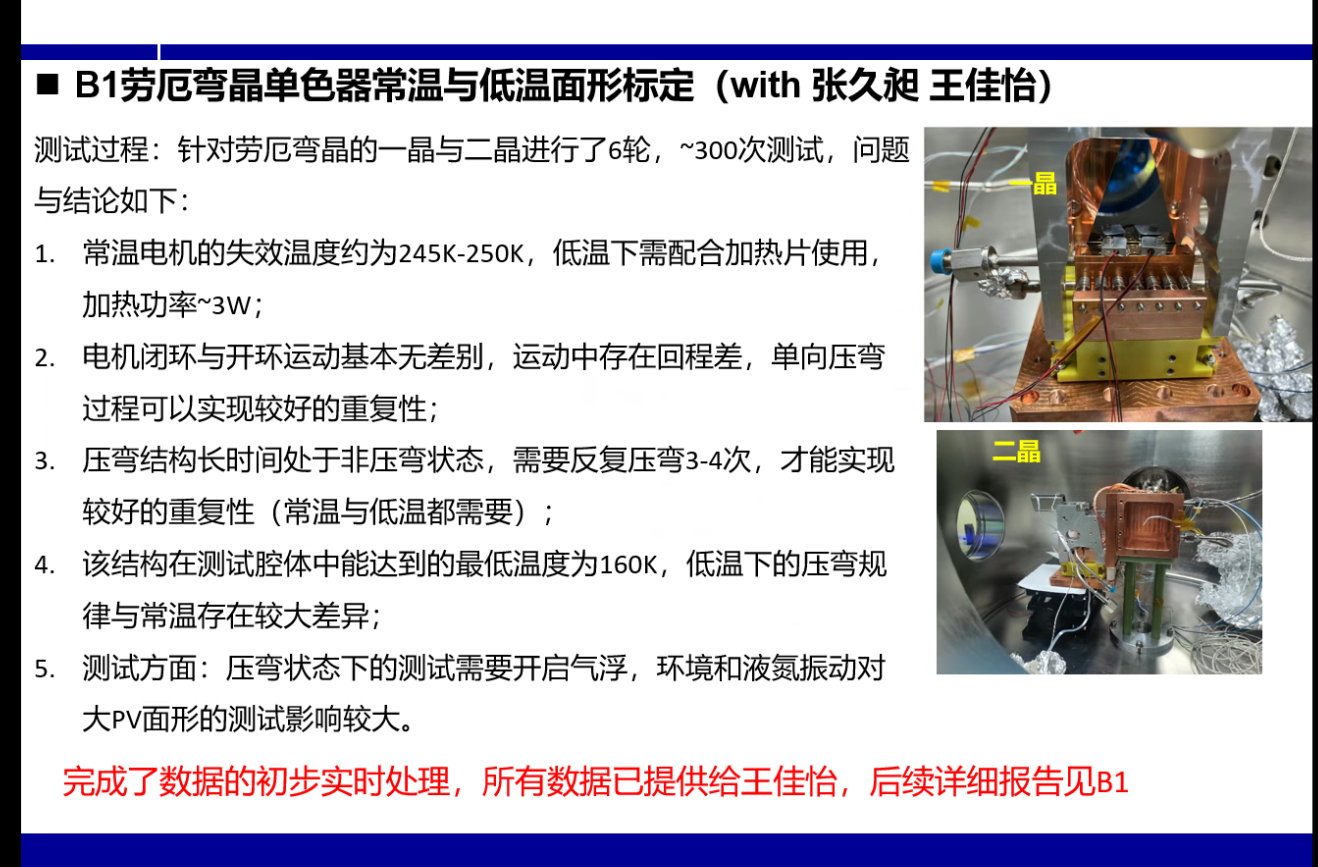 ■ B1劳厄弯晶单色器常温与低温面形标定（with 张久昶 王佳怡）
测试过程：针对劳厄弯晶的一晶与二晶进行了6轮，~300次测试，问题
与结论如下：
1. 常温电机的失效温度约为245K-250K，低温下需配合加热片使用，
加热功率~3W；
2. 电机闭环与开环运动基本无差别，运动中存在回程差，单向压弯
过程可以实现较好的重复性；
3. 压弯结构长时间处于非压弯状态，需要反复压弯3-4次，才能实现
较好的重复性（常温与低温都需要）；
4. 该结构在测试腔体中能达到的最低温度为160K，低温下的压弯规
律与常温存在较大差异；
5. 测试方面：压弯状态下的测试需要开启气浮，环境和液氮振动对
大PV面形的测试影响较大。
完成了数据的初步实时处理，所有数据已提供给王佳怡，后续详细报告见B1
一晶
二晶